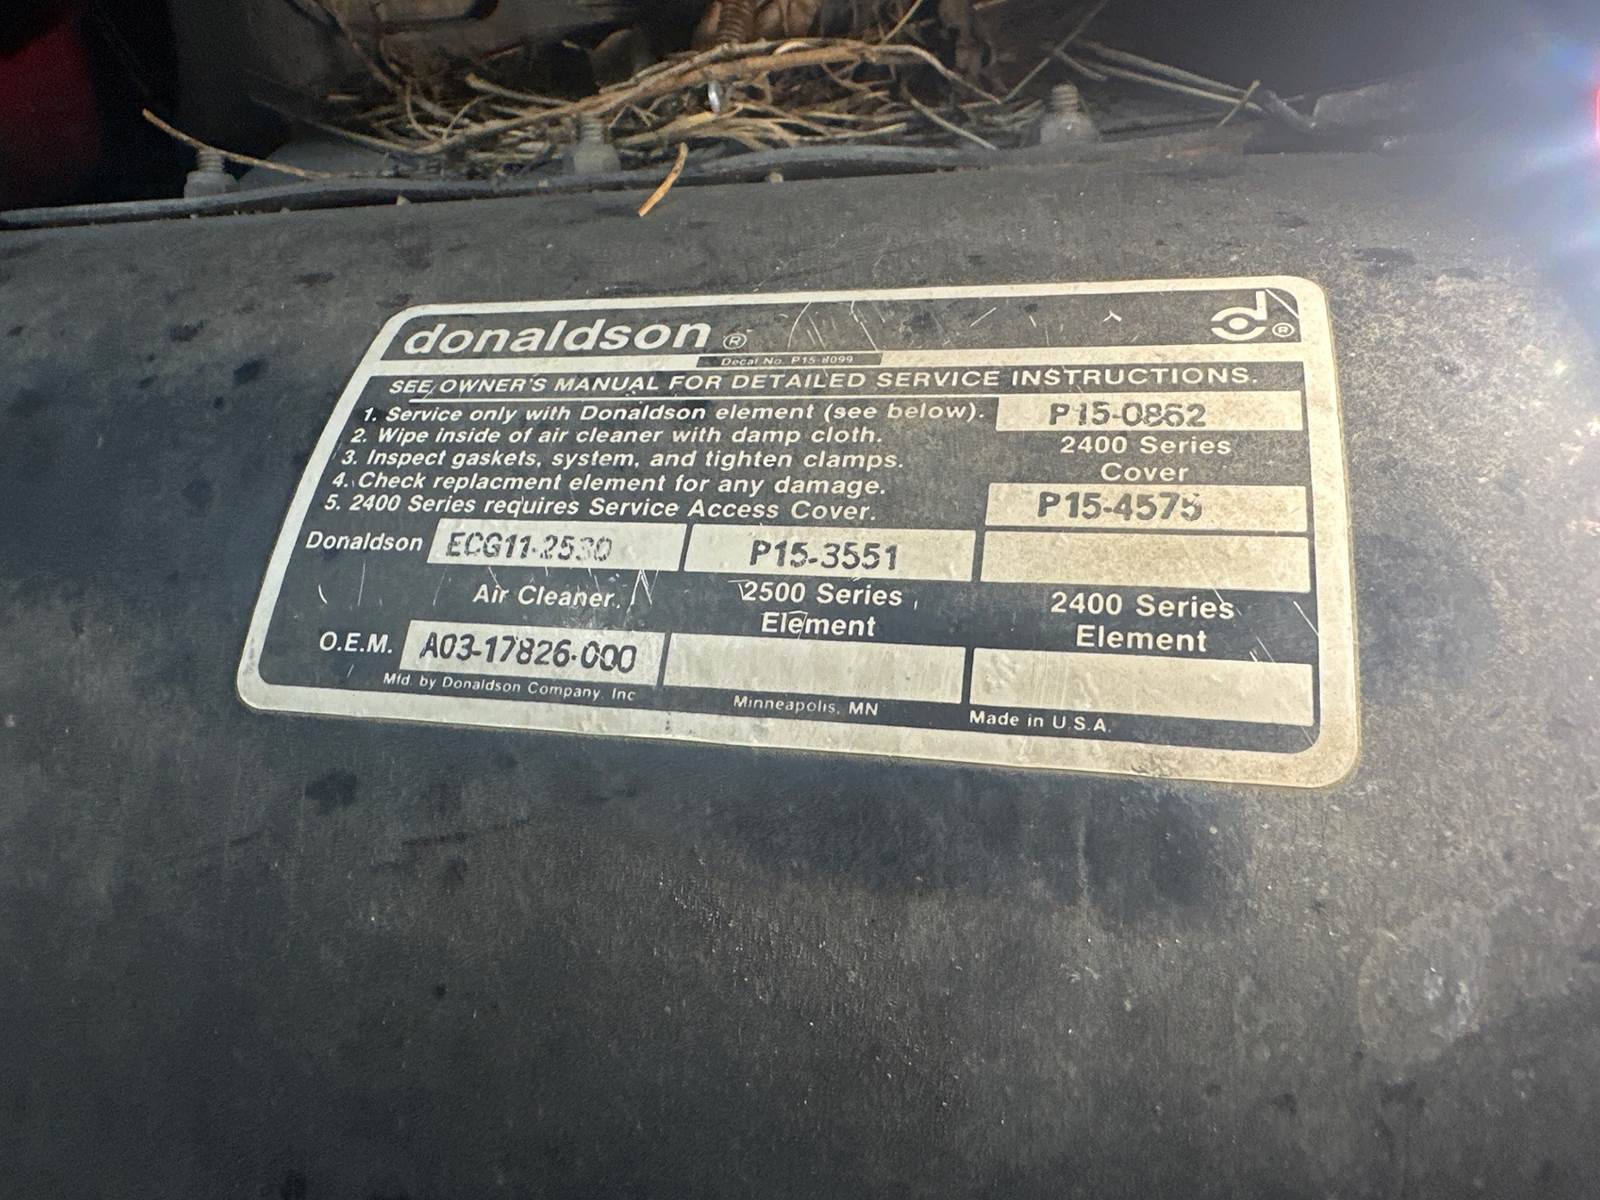 donaldson ®
Decal No. P15-8099
SEE OWNER'S MANUAL FOR DETAILED SERVICE INSTRUCTIONS.
1. Service only with Donaldson element (see below).
2. Wipe inside of air cleaner with damp cloth.
3. Inspect gaskets, system, and tighten clamps.
4. Check replacment element for any damage.
5. 2400 Series requires Service Access Cover.
P15-0862
2400 Series
Cover
P15-4575
Donaldson ECG11-2530 P15-3551
Air Cleaner 2500 Series
Element
2400 Series
Element
O.E.M. A03-17826-000
Mfd. by Donaldson Company, Inc Minneapolis, MN Made in U.S.A.